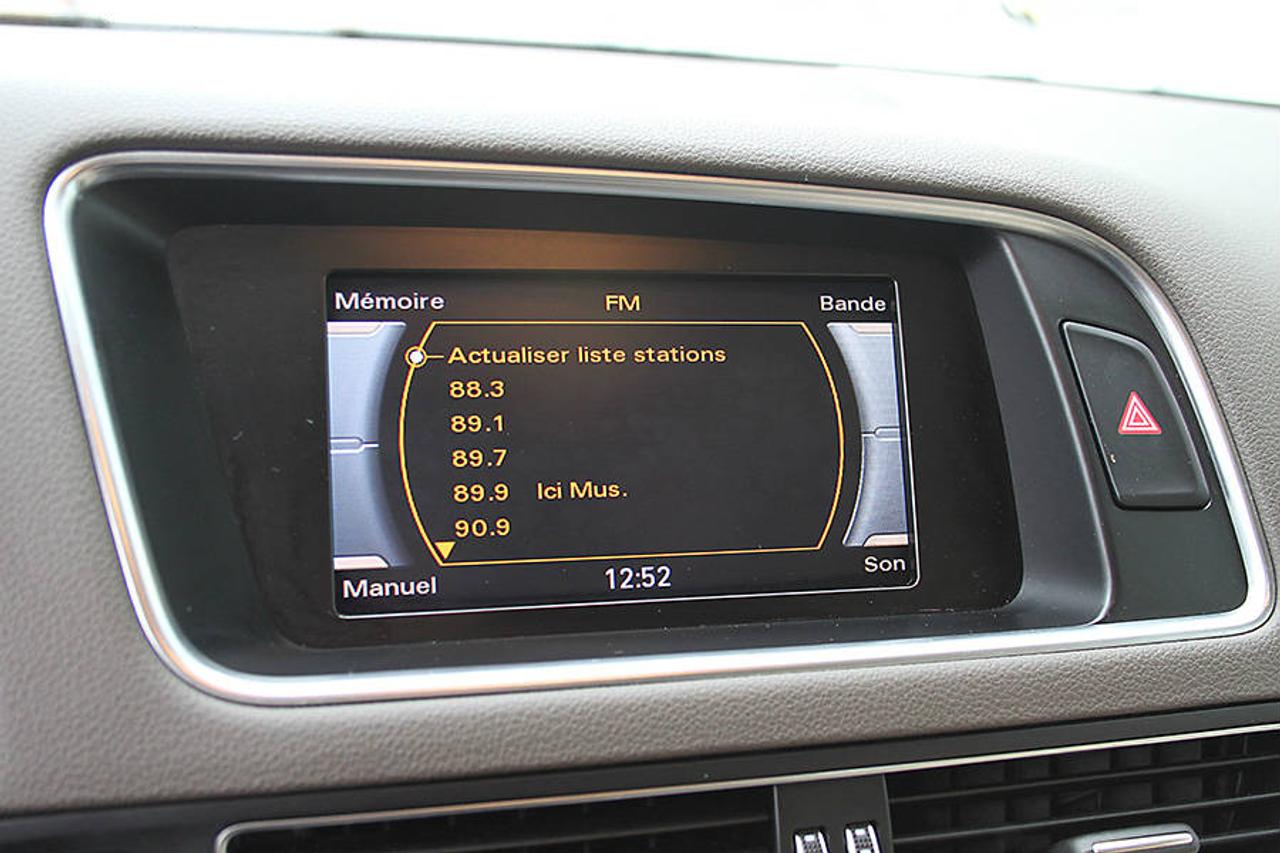 Mémoire FM Bande
Actualiser liste stations
88.3
89.1
89.7
89.9 Ici Mus.
90.9
Manuel 12:52 Son